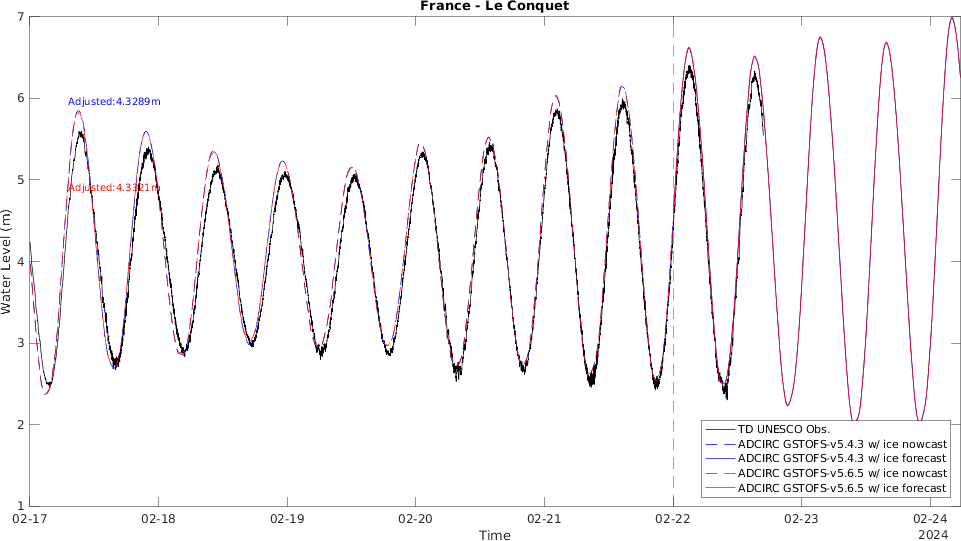 France - Le Conquet
7
6
5
4
3
2
1
Water Level (m)
Adjusted:4.3289m
Adjusted:4.3321m
TD UNESCO Obs.
ADCIRC GSTOFS-v5.4.3 w/ ice nowcast
ADCIRC GSTOFS-v5.4.3 w/ ice forecast
ADCIRC GSTOFS-v5.6.5 w/ ice nowcast
ADCIRC GSTOFS-v5.6.5 w/ ice forecast
02-17 02-18 02-19 02-20 02-21 02-22 02-23 02-24
Time
2024